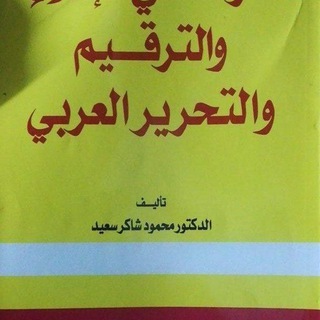 والترقيم
والتحرير العربي
تأليف
الدكتور محمود شاكر سعيد